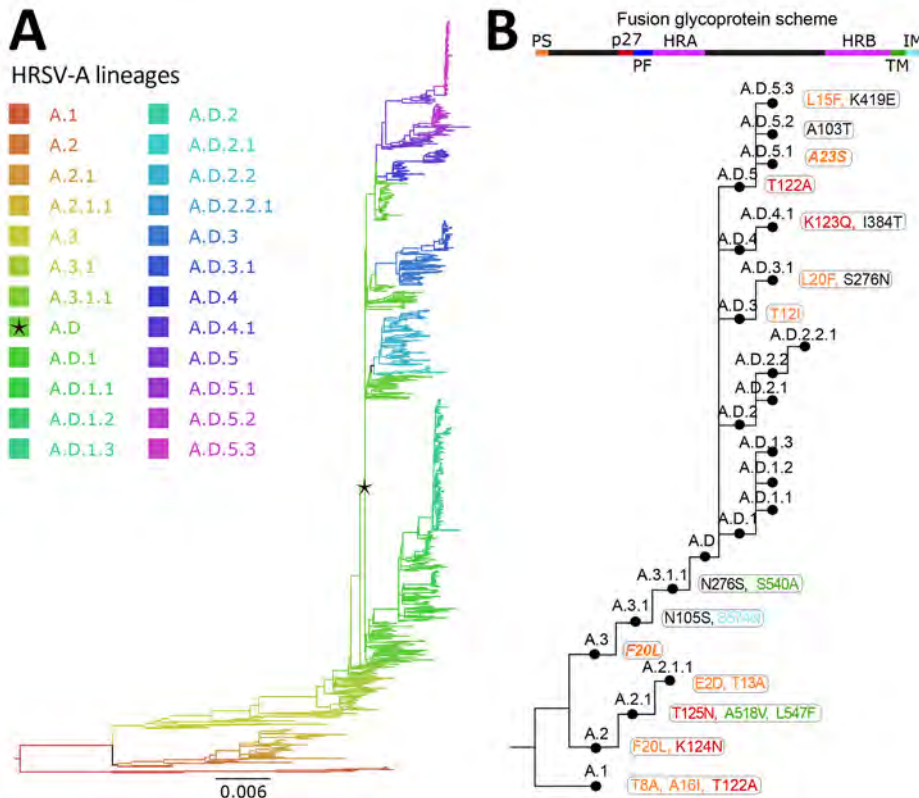 A
HRSV-A lineages
A.1
A.2
A.2.1
A.2.1.1
A.3
A.3.1
A.3.1.1
A.D
A.D.1
A.D.1.1
A.D.1.2
A.D.1.3
A.D.2
A.D.2.1
A.D.2.2
A.D.2.2.1
A.D.3
A.D.3.1
A.D.4
A.D.4.1
A.D.5
A.D.5.1
A.D.5.2
A.D.5.3
0.006
B
Fusion glycoprotein scheme
PS p27 HRA HRB IM
PF TM
A.D.5.3
L15F, K419E
A.D.5.2
A103T
A.D.5.1
A23S
A.D.5
T122A
A.D.4.1
K123Q, I384T
A.D.4
A.D.3.1
L20F, S276N
A.D.3
T12I
A.D.2.2.1
A.D.2.2
A.D.2.1
A.D.2
A.D.1.3
A.D.1.2
A.D.1.1
A.D.1
A.D
A.3.1.1
N276S, S540A
A.3.1
N105S,
A.3
F20L
A.2.1.1
E2D, T13A
A.2.1
T125N, A518V, L547F
A.2
F20L, K124N
A.1
T8A, A16I, T122A